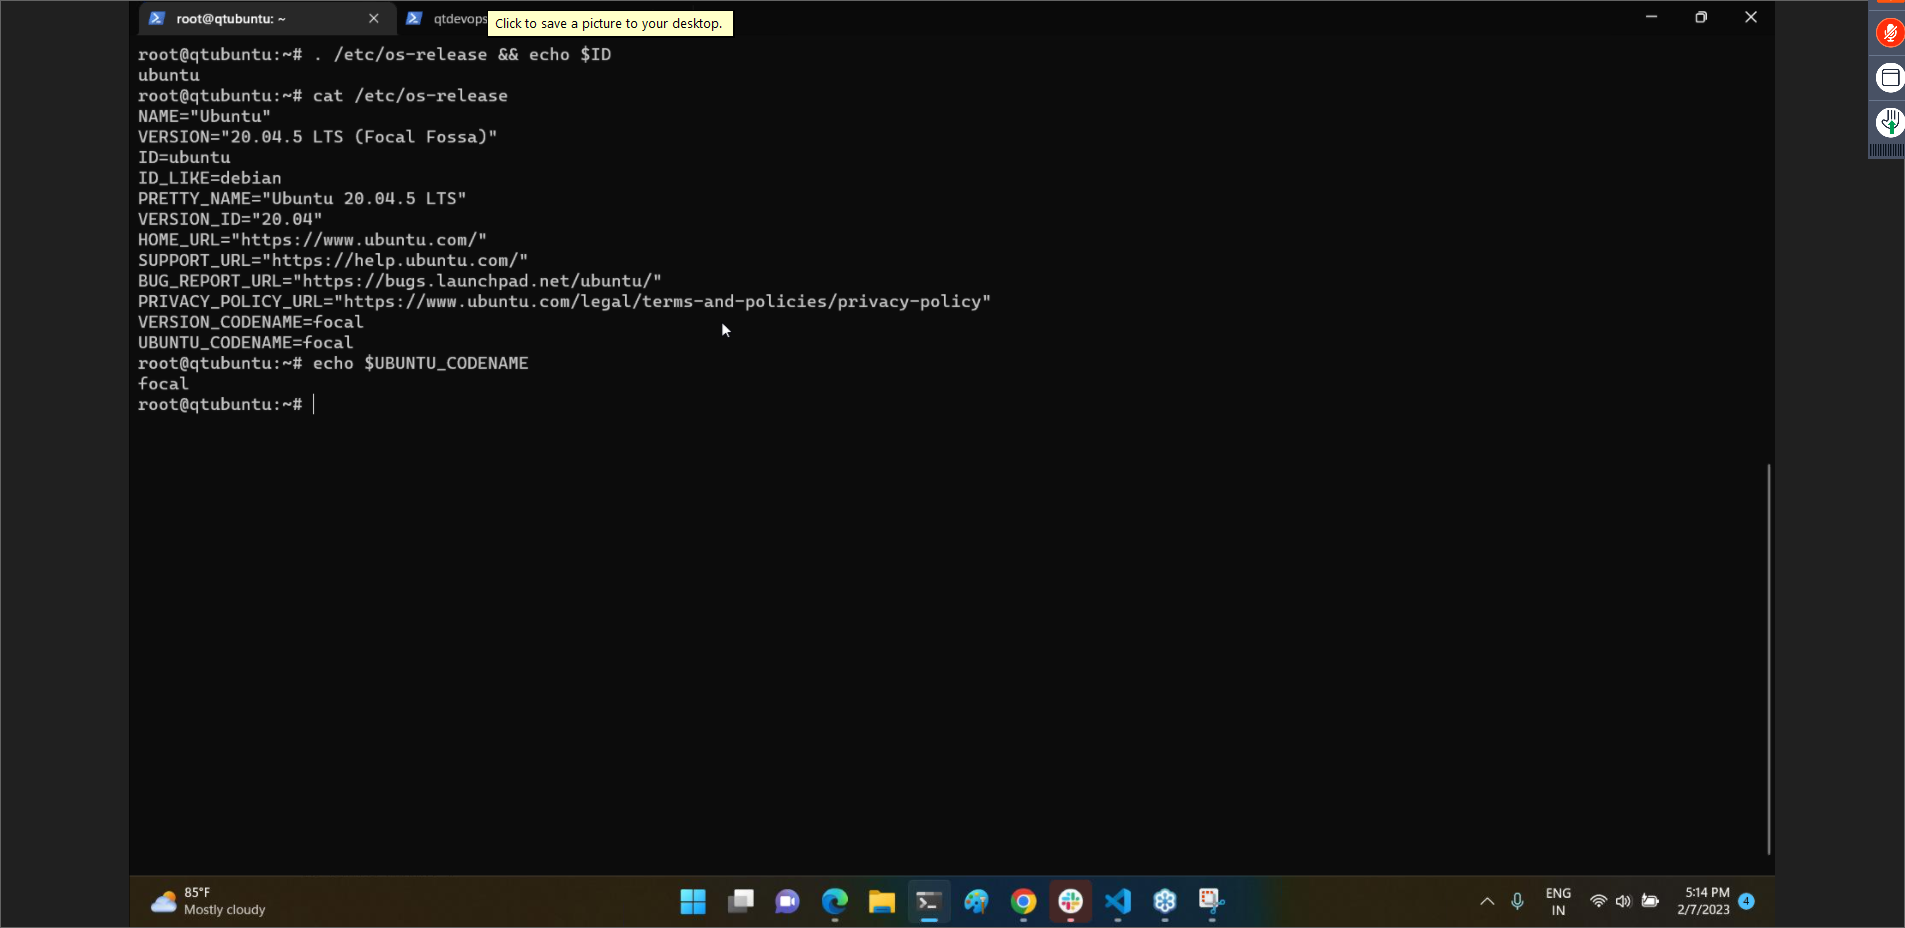 root@qtubuntu: ~
qtdevops
Click to save a picture to your desktop.
root@qtubuntu:~# . /etc/os-release && echo $ID
ubuntu
root@qtubuntu:~# cat /etc/os-release
NAME="Ubuntu"
VERSION="20.04.5 LTS (Focal Fossa)"
ID=ubuntu
ID_LIKE=debian
PRETTY_NAME="Ubuntu 20.04.5 LTS"
VERSION_ID="20.04"
HOME_URL="https://www.ubuntu.com/"
SUPPORT_URL="https://help.ubuntu.com/"
BUG_REPORT_URL="https://bugs.launchpad.net/ubuntu/"
PRIVACY_POLICY_URL="https://www.ubuntu.com/legal/terms-and-policies/privacy-policy"
VERSION_CODENAME=focal
UBUNTU_CODENAME=focal
root@qtubuntu:~# echo $UBUNTU_CODENAME
focal
root@qtubuntu:~#
85°F
Mostly cloudy
ENG
IN
5:14 PM
2/7/2023
4